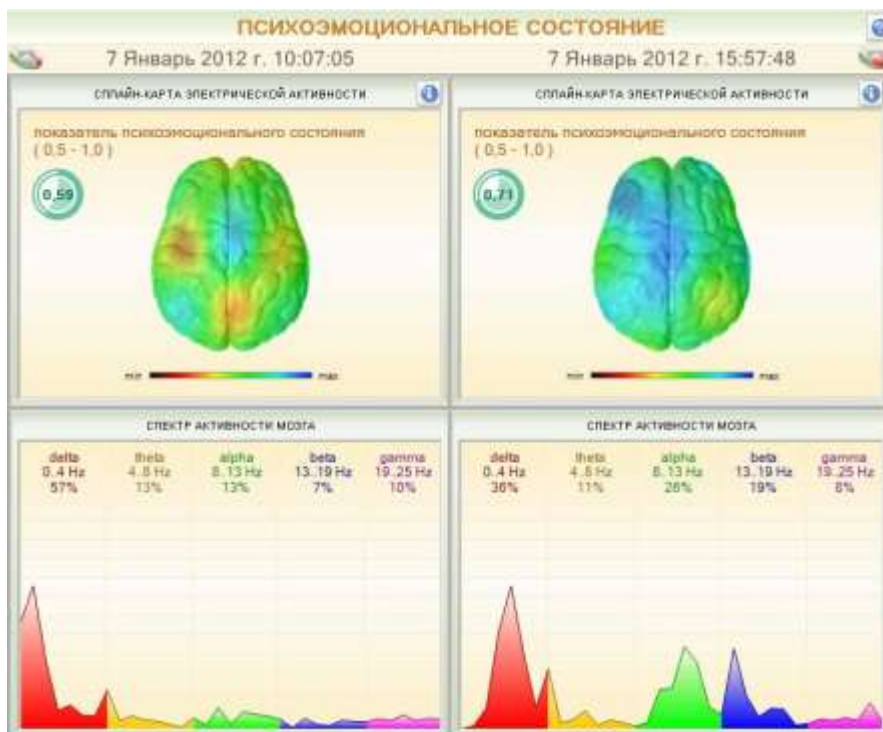 ПСИХОЭМОЦИОНАЛЬНОЕ СОСТОЯНИЕ
7 Январь 2012 г. 10:07:05
7 Январь 2012 г. 15:57:48
СПЛАЙН-КАРТА ЭЛЕКТРИЧЕСКОЙ АКТИВНОСТИ
показатель психоэмоционального состояния
( 0,5 - 1,0 )
0,59
min
max
СПЛАЙН-КАРТА ЭЛЕКТРИЧЕСКОЙ АКТИВНОСТИ
показатель психоэмоционального состояния
( 0,5 - 1,0 )
0,71
min
max
СПЕКТР АКТИВНОСТИ МОЗГА
delta theta alpha beta gamma
0..4 Hz 4..8 Hz 8..13 Hz 13..19 Hz 19..25 Hz
57% 13% 13% 7% 10%
СПЕКТР АКТИВНОСТИ МОЗГА
delta theta alpha beta gamma
0..4 Hz 4..8 Hz 8..13 Hz 13..19 Hz 19..25 Hz
36% 11% 26% 19% 8%